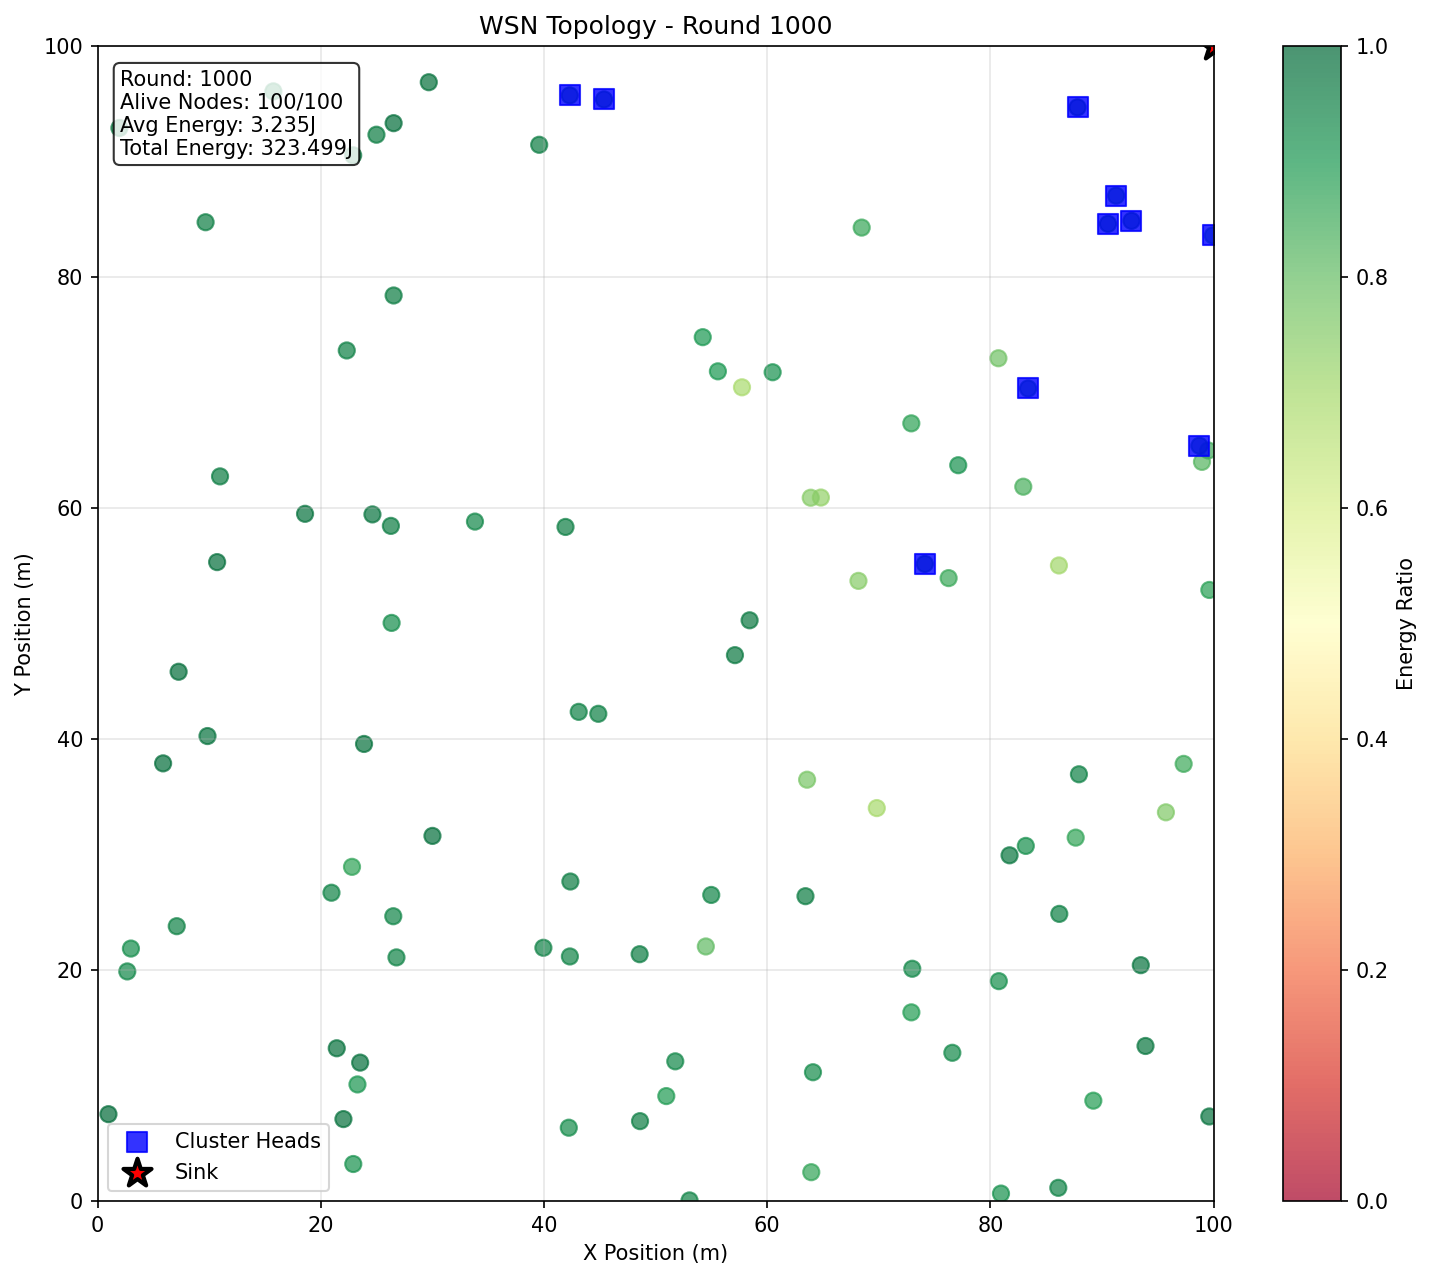 WSN Topology - Round 1000
Round: 1000
Alive Nodes: 100/100
Avg Energy: 3.235J
Total Energy: 323.499J
100
80
60
40
20
0
Y Position (m)
0
20
40
60
80
100
X Position (m)
Cluster Heads
Sink
1.0
0.8
0.6
0.4
0.2
0.0
Energy Ratio